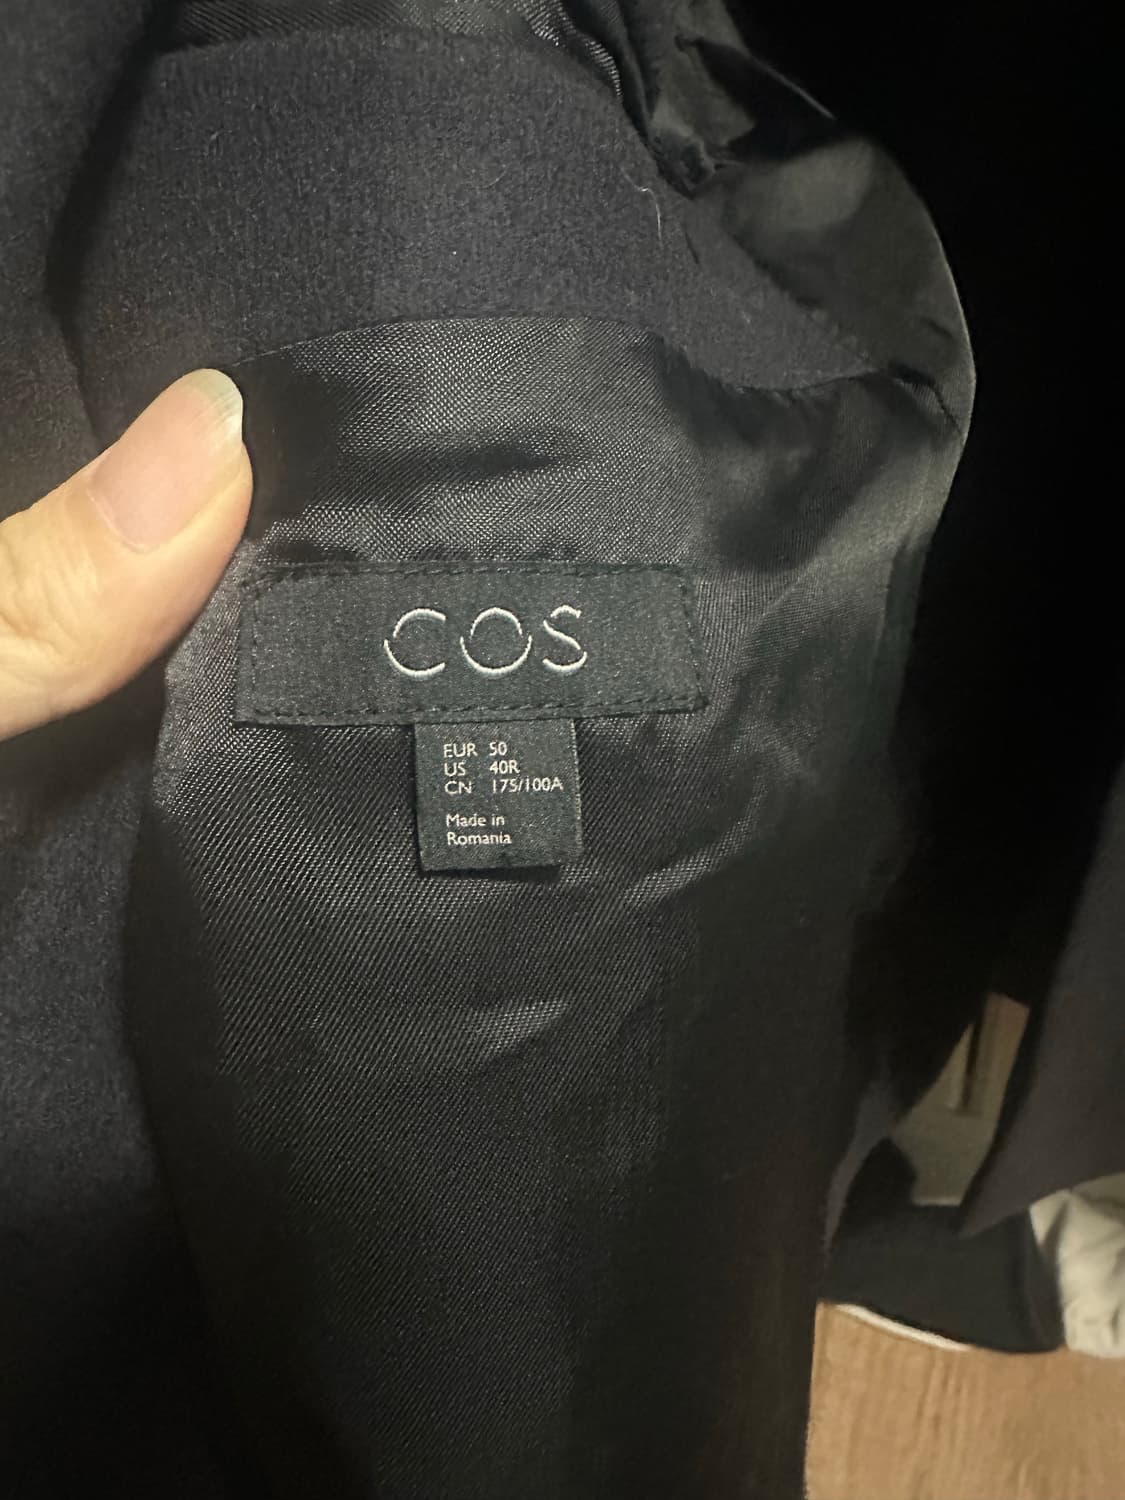 COS
EUR 50
US 40R
CN 175/100A
Made in
Romania